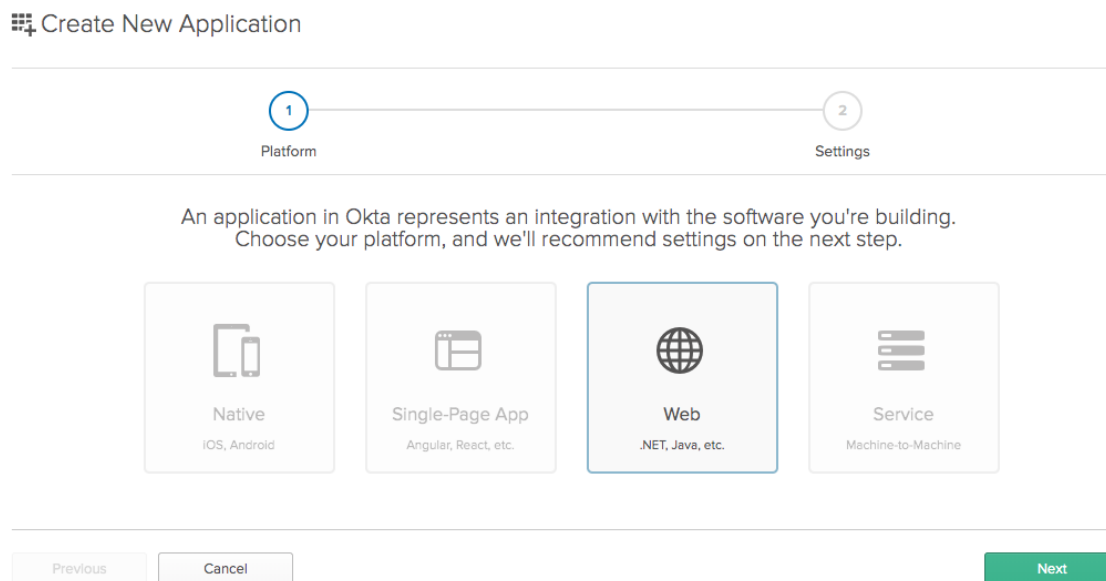 Create New Application
1
2
Platform
Settings
An application in Okta represents an integration with the software you're building.
Choose your platform, and we'll recommend settings on the next step.
Native
iOS, Android
Single-Page App
Angular, React, etc.
Web
.NET, Java, etc.
Service
Machine-to-Machine
Previous
Cancel
Next